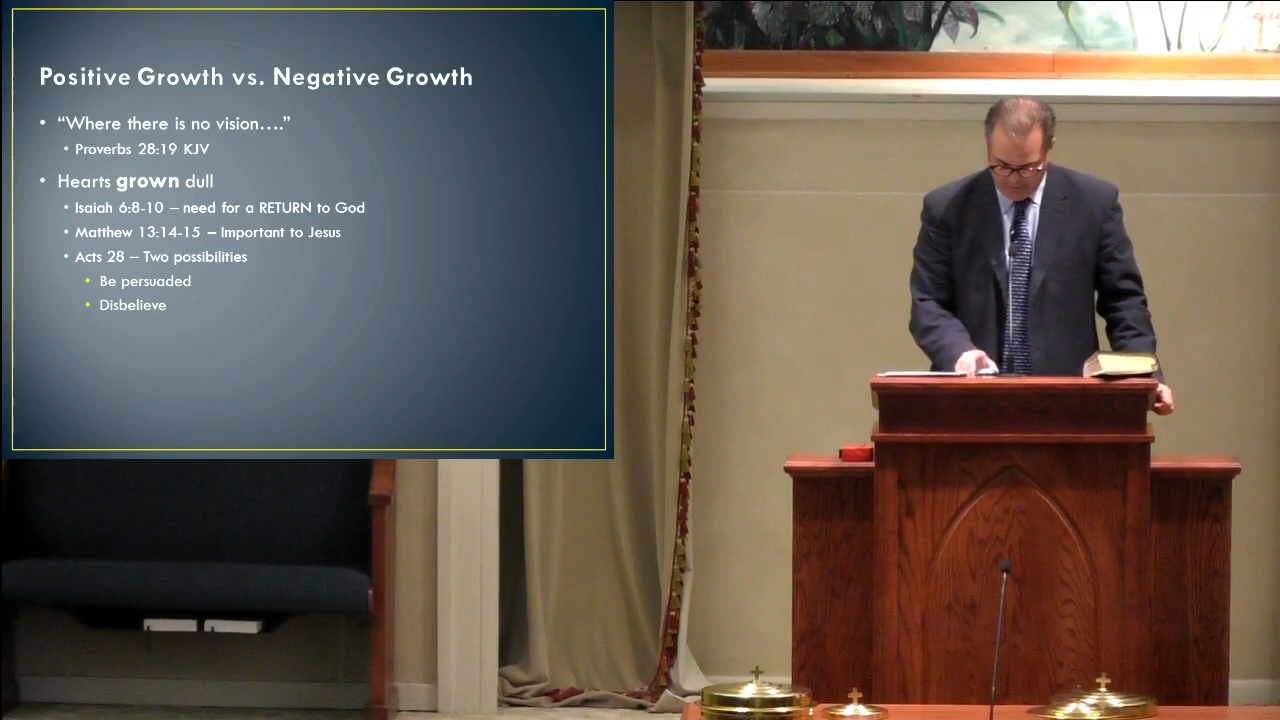 Positive Growth vs. Negative Growth
• “Where there is no vision….”
• Proverbs 28:19 KJV
• Hearts grown dull
• Isaiah 6:8-10 – need for a RETURN to God
• Matthew 13:14-15 – Important to Jesus
• Acts 28 – Two possibilities
• Be persuaded
• Disbelieve